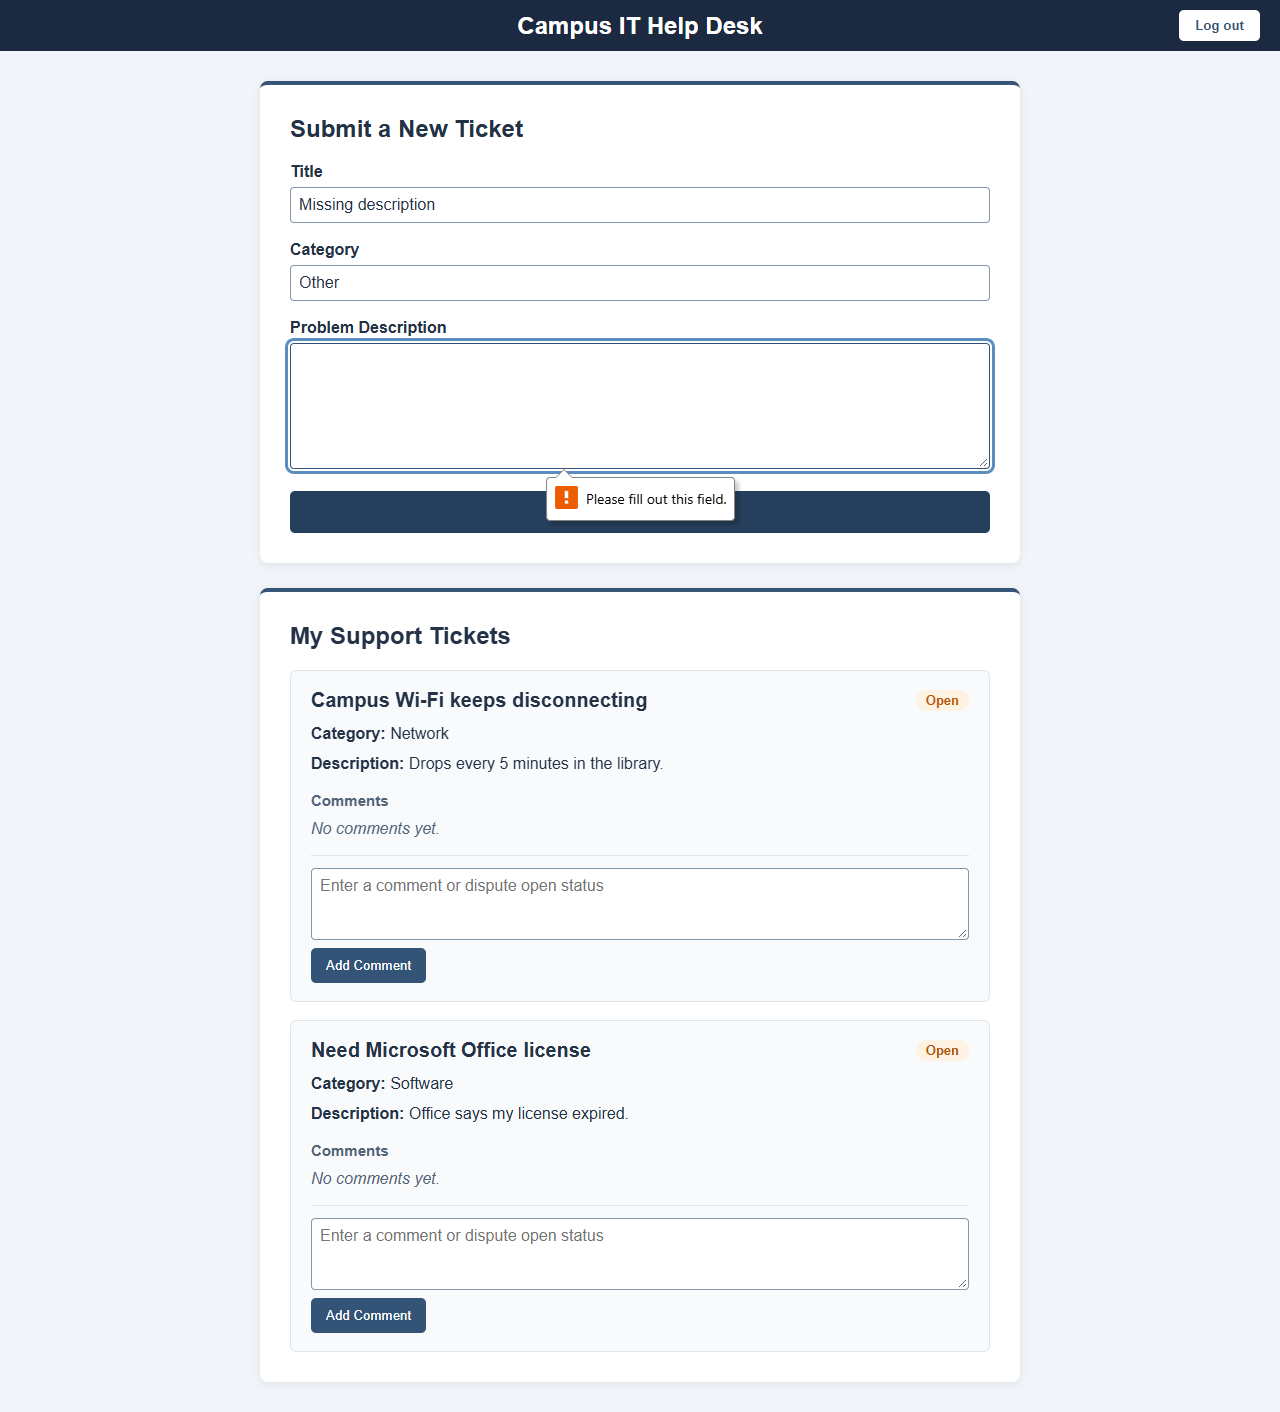 Campus IT Help Desk
Log out
Submit a New Ticket
Title
Missing description
Category
Other
Problem Description
Please fill out this field.
My Support Tickets
Campus Wi-Fi keeps disconnecting
Open
Category: Network
Description: Drops every 5 minutes in the library.
Comments
No comments yet.
Enter a comment or dispute open status
Add Comment
Need Microsoft Office license
Open
Category: Software
Description: Office says my license expired.
Comments
No comments yet.
Enter a comment or dispute open status
Add Comment